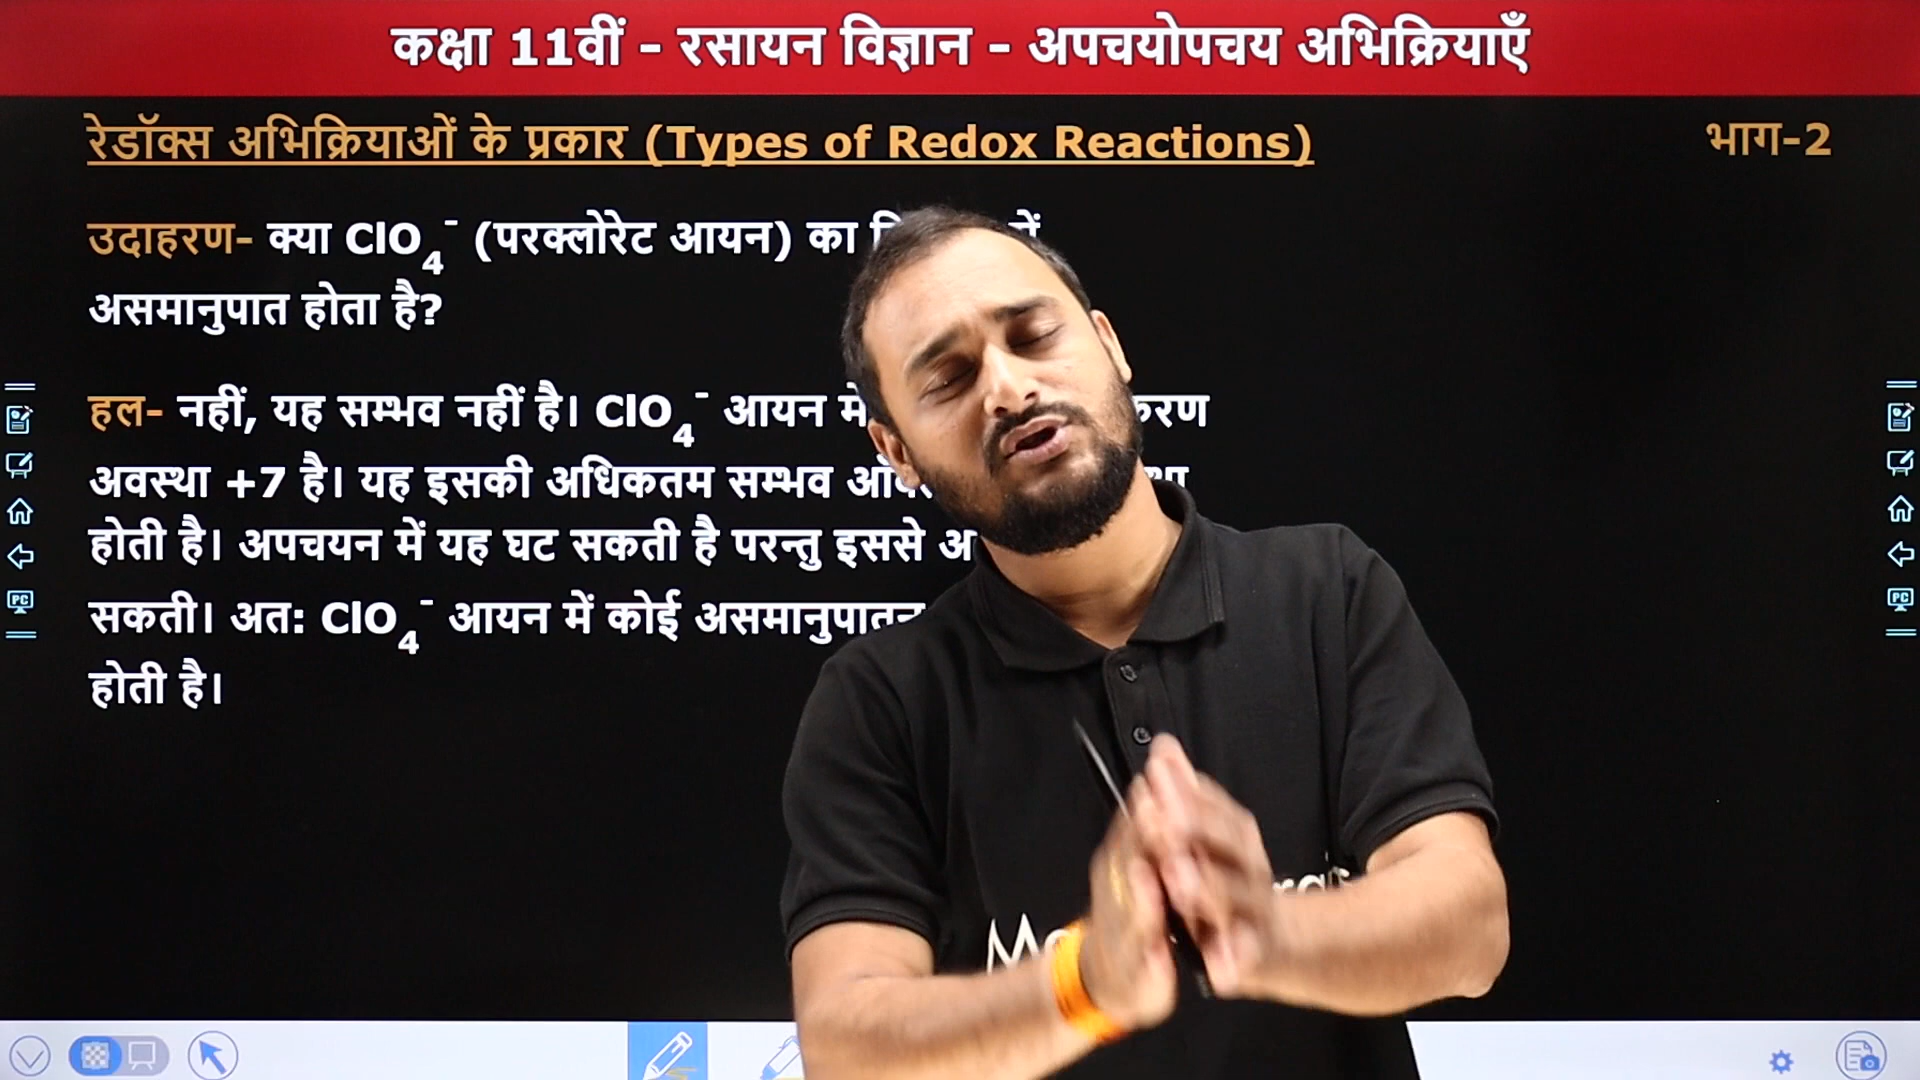 कक्षा 11वीं - रसायन विज्ञान - अपचयोपचय अभिक्रियाएँ
रेडॉक्स अभिक्रियाओं के प्रकार (Types of Redox Reactions)
भाग-2
उदाहरण- क्या ClO₄⁻ (परक्लोरेट आयन) का
असमानुपात होता है?
हल- नहीं, यह सम्भव नहीं है। ClO₄⁻ आयन में
अवस्था +7 है। यह इसकी अधिकतम सम्भव
होती है। अपचयन में यह घट सकती है परन्तु इससे
सकती। अत: ClO₄⁻ आयन में कोई
होती है।
PC
PC